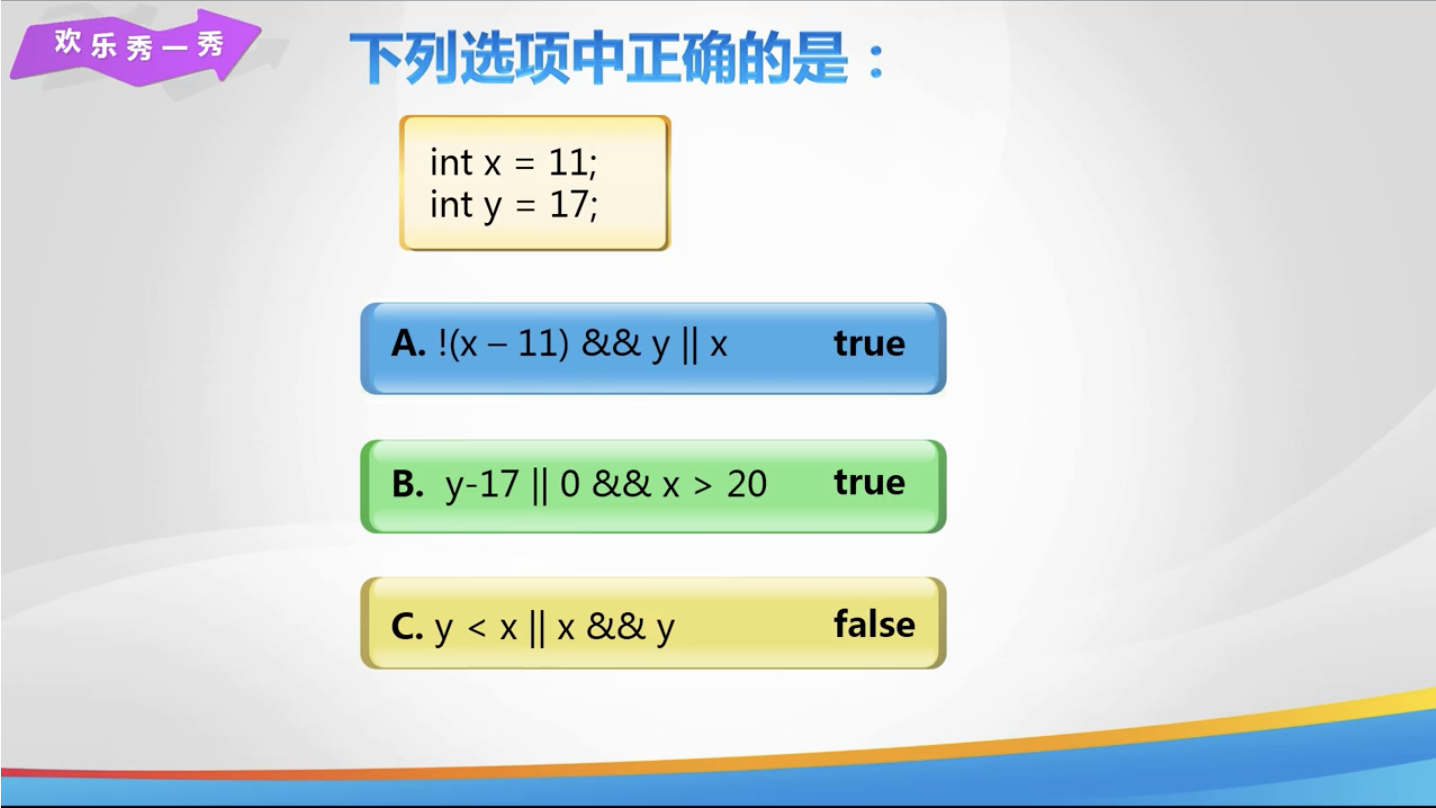 欢乐秀一秀
下列选项中正确的是：
int x = 11;
int y = 17;
A. !(x – 11) && y || x true
B. y-17 || 0 && x > 20 true
C. y < x || x && y false